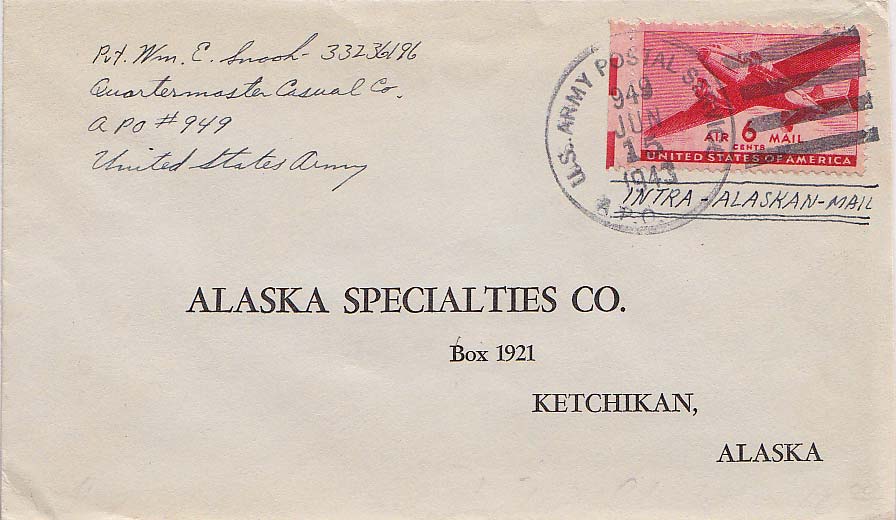 Pvt. Wm. E. Snook - 33236196
Quartermaster Casual Co.
APO #949
United States Army
U.S. ARMY POSTAL SERVICE
949
JUN
15
1943
A.P.O.
AIR 6 MAIL
CENTS
UNITED STATES OF AMERICA
INTRA-ALASKAN-MAIL
ALASKA SPECIALTIES CO.
Box 1921
KETCHIKAN,
ALASKA